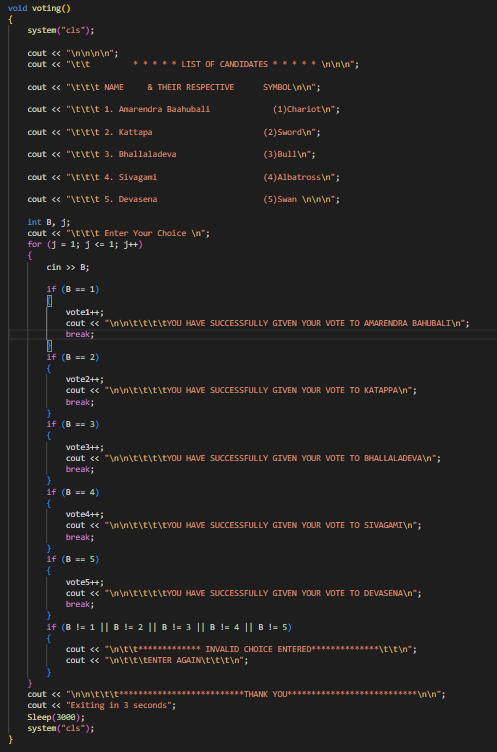 void voting()
{
system("cls");
cout << "\n\n\n\n";
cout << "\t\t         * * * * * LIST OF CANDIDATES * * * * * \n\n\n";
cout << "\t\t\t NAME     & THEIR RESPECTIVE      SYMBOL\n\n";
cout << "\t\t\t 1. Amarendra Baahubali             (1)Chariot\n";
cout << "\t\t\t 2. Kattapa                       (2)Sword\n";
cout << "\t\t\t 3. Bhallaladeva                  (3)Bull\n";
cout << "\t\t\t 4. Sivagami                      (4)Albatross\n";
cout << "\t\t\t 5. Devasena                      (5)Swan \n\n\n";
int B, j;
cout << "\t\t\t Enter Your Choice \n";
for (j = 1; j <= 1; j++)
{
cin >> B;
if (B == 1)
{
vote1++;
cout << "\n\n\t\t\t\tYOU HAVE SUCCESSFULLY GIVEN YOUR VOTE TO AMARENDRA BAHUBALI\n";
break;
}
if (B == 2)
{
vote2++;
cout << "\n\n\t\t\t\tYOU HAVE SUCCESSFULLY GIVEN YOUR VOTE TO KATAPPA\n";
break;
}
if (B == 3)
{
vote3++;
cout << "\n\n\t\t\t\tYOU HAVE SUCCESSFULLY GIVEN YOUR VOTE TO BHALLALADEVA\n";
break;
}
if (B == 4)
{
vote4++;
cout << "\n\n\t\t\t\tYOU HAVE SUCCESSFULLY GIVEN YOUR VOTE TO SIVAGAMI\n";
break;
}
if (B == 5)
{
vote5++;
cout << "\n\n\t\t\t\tYOU HAVE SUCCESSFULLY GIVEN YOUR VOTE TO DEVASENA\n";
break;
}
if (B != 1 || B != 2 || B != 3 || B != 4 || B != 5)
{
cout << "\n\t\t************* INVALID CHOICE ENTERED**************\t\t\n";
cout << "\n\t\t\tENTER AGAIN\t\t\t\n";
}
}
cout << "\n\n\t\t\t**************************THANK YOU***************************\n\n";
cout << "Exiting in 3 seconds";
Sleep(3000);
system("cls");
}